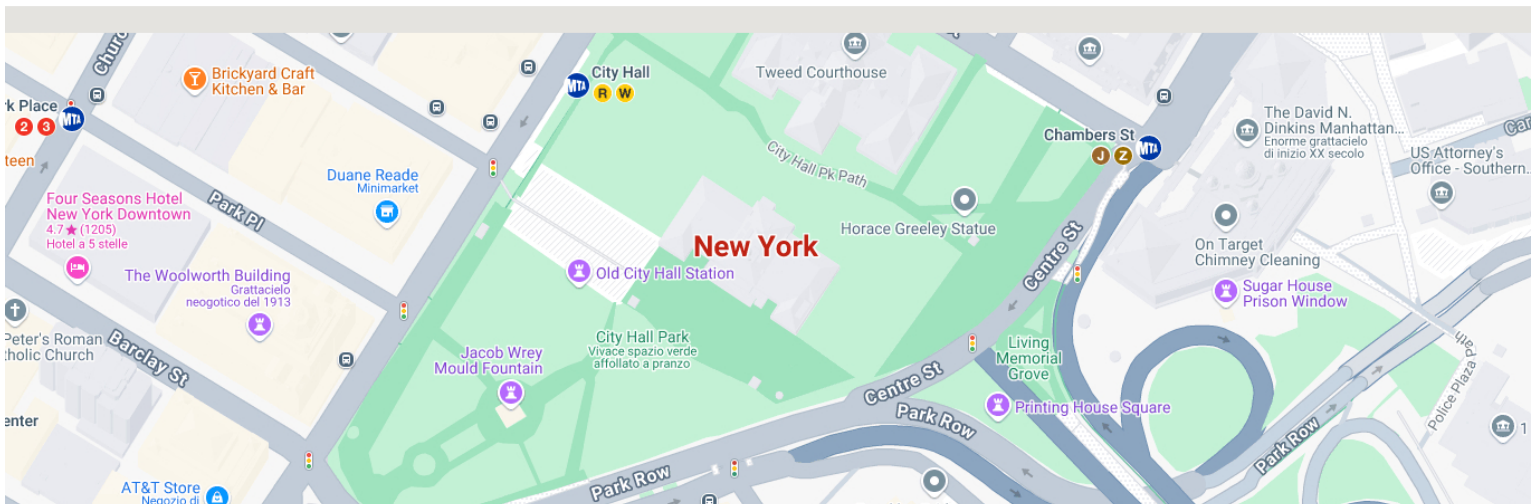 Brickyard Craft
Kitchen & Bar
City Hall
R W
Tweed Courthouse
Place
2 3
MTA
MTA
Chambers St
J Z
MTA
The David N.
Dinkins Manhattan...
Enorme grattacielo
di inizio XX secolo
US Attorney's
Office - Southern...
City Hall Pk Path
Duane Reade
Minimarket
Four Seasons Hotel
New York Downtown
4.7★(1205)
Hotel a 5 stelle
Park Pl
Horace Greeley Statue
New York
On Target
Chimney Cleaning
Centre St
Old City Hall Station
The Woolworth Building
Grattacielo
neogotico del 1913
Sugar House
Prison Window
Peter's Roman
Barclay St
City Hall Park
Vivace spazio verde
affollato a pranzo
Living
Memorial
Grove
Jacob Wrey
Mould Fountain
Centre St
Printing House Square
Park Row
Police Plaza Path
Park Row
Park Row
1
AT&T Store
Negozio di